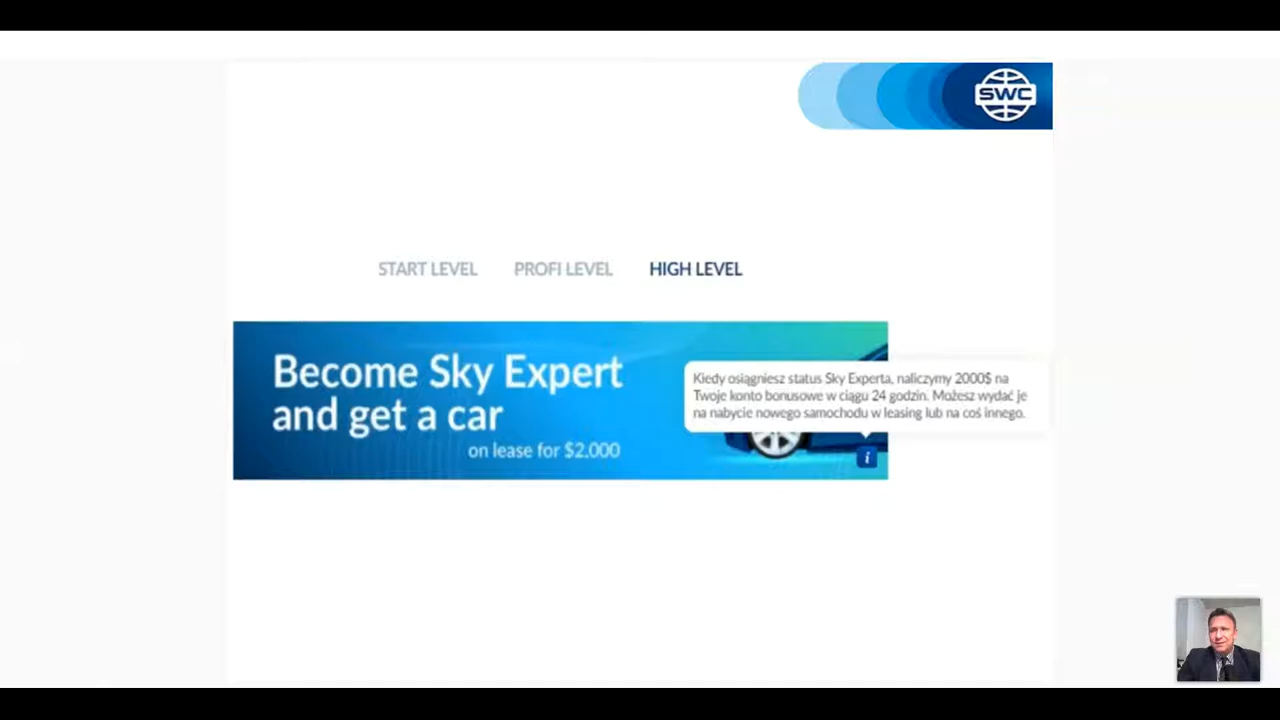 SWC
START LEVEL PROFI LEVEL HIGH LEVEL
Become Sky Expert
and get a car
on lease for $2,000
Kiedy osiągniesz status Sky Experta, naliczymy 2000$ na
Twoje konto bonusowe w ciągu 24 godzin. Możesz wydać je
na nabycie nowego samochodu w leasing lub na coś innego.
i